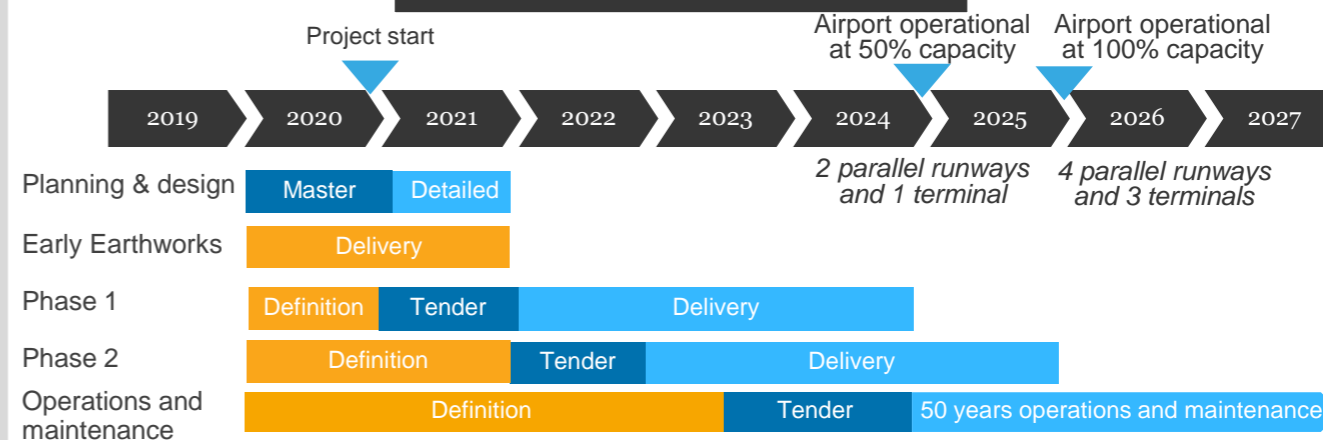 Project start
Airport operational
at 50% capacity
Airport operational
at 100% capacity
2019 2020 2021 2022 2023 2024 2025 2026 2027
2 parallel runways
and 1 terminal
4 parallel runways
and 3 terminals
Planning & design Master Detailed
Early Earthworks Delivery
Phase 1 Definition Tender Delivery
Phase 2 Definition Tender Delivery
Operations and
maintenance
Definition Tender 50 years operations and maintenance